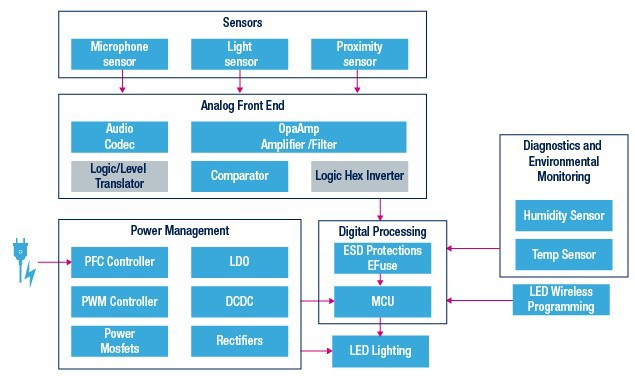 Sensors
Microphone
sensor
Light
sensor
Proximity
sensor
Analog Front End
Audio
Codec
OpaAmp
Amplifier /Filter
Logic/Level
Translator
Comparator
Logic Hex Inverter
Diagnostics and
Environmental
Monitoring
Humidity Sensor
Temp Sensor
Power Management
PFC Controller
LDO
PWM Controller
DCDC
Power
Mosfets
Rectifiers
Digital Processing
ESD Protections
EFuse
MCU
LED Wireless
Programming
LED Lighting